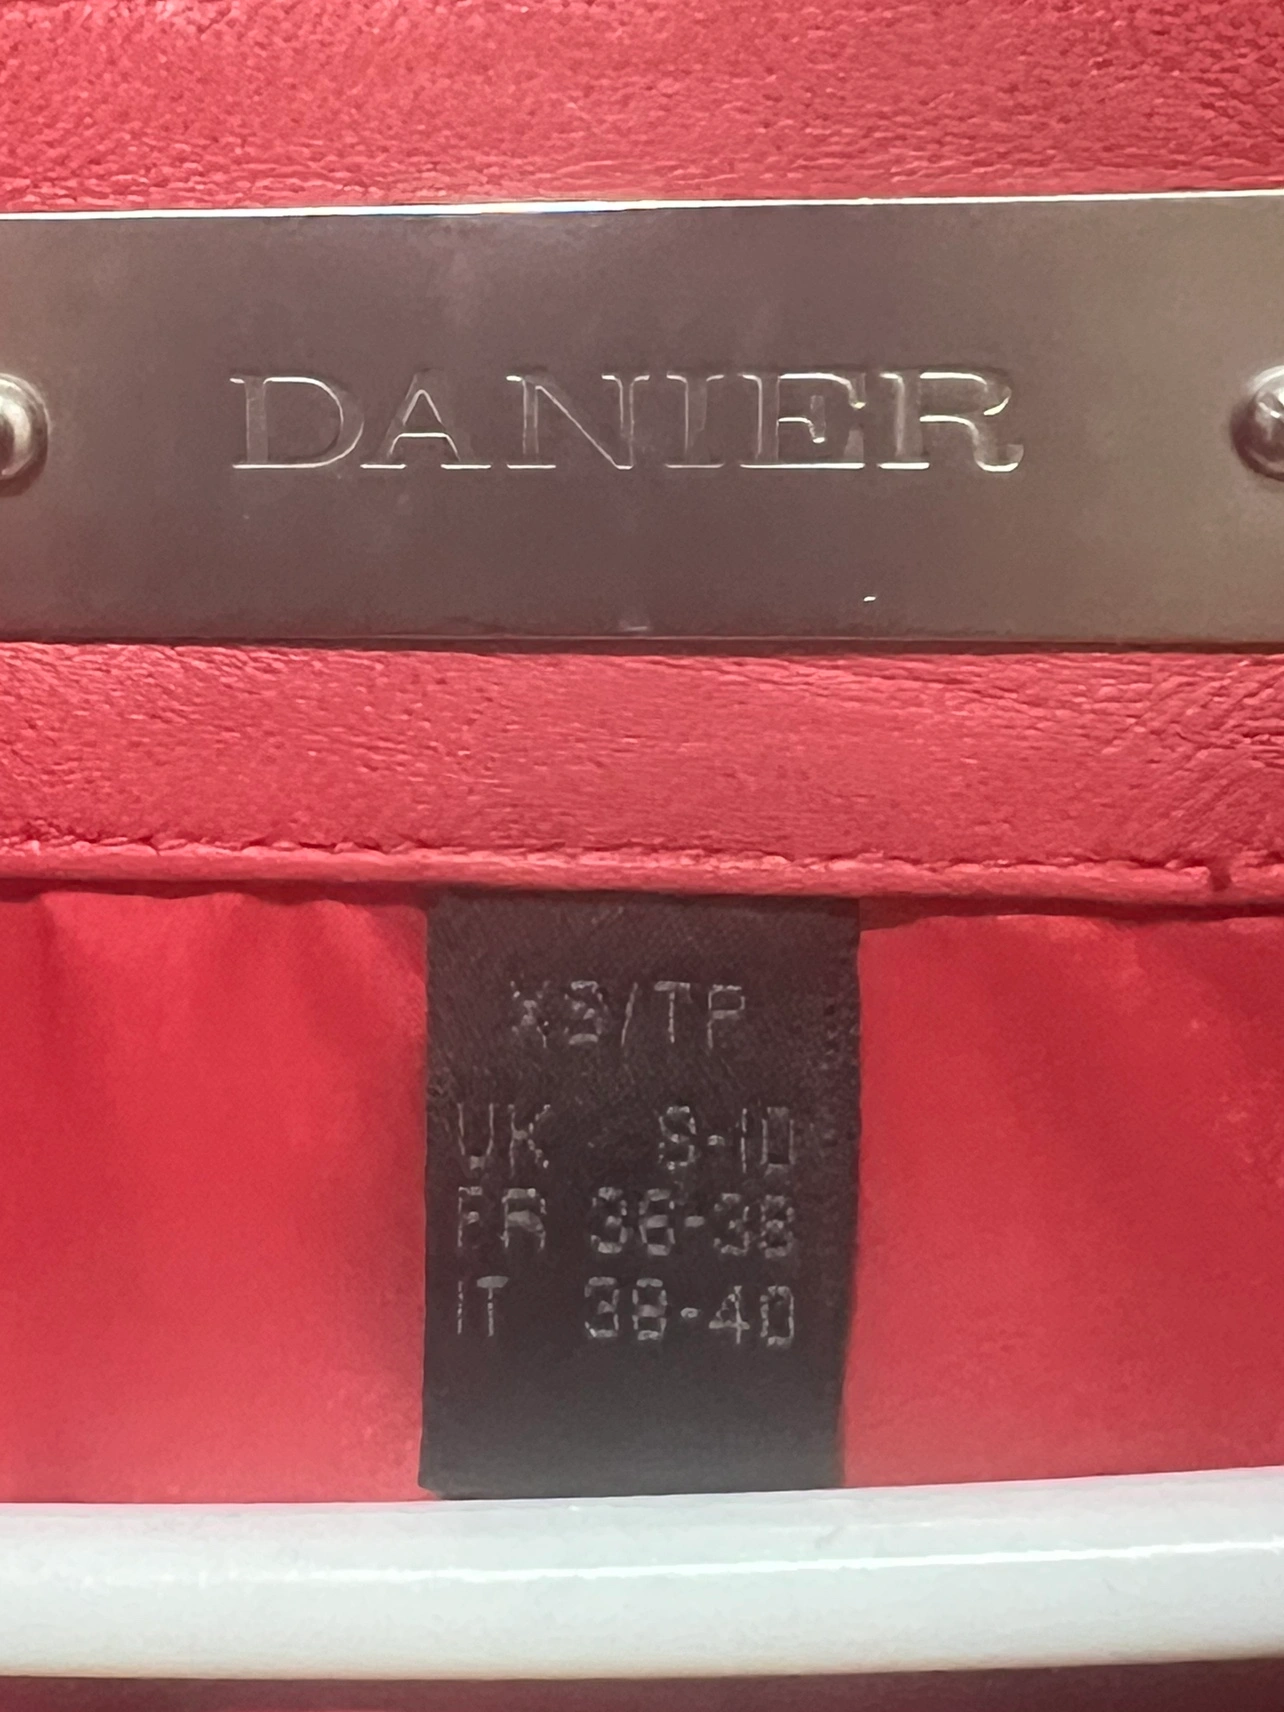 DANIER
XS/TP
UK 8-10
FR 36-38
IT 38-40